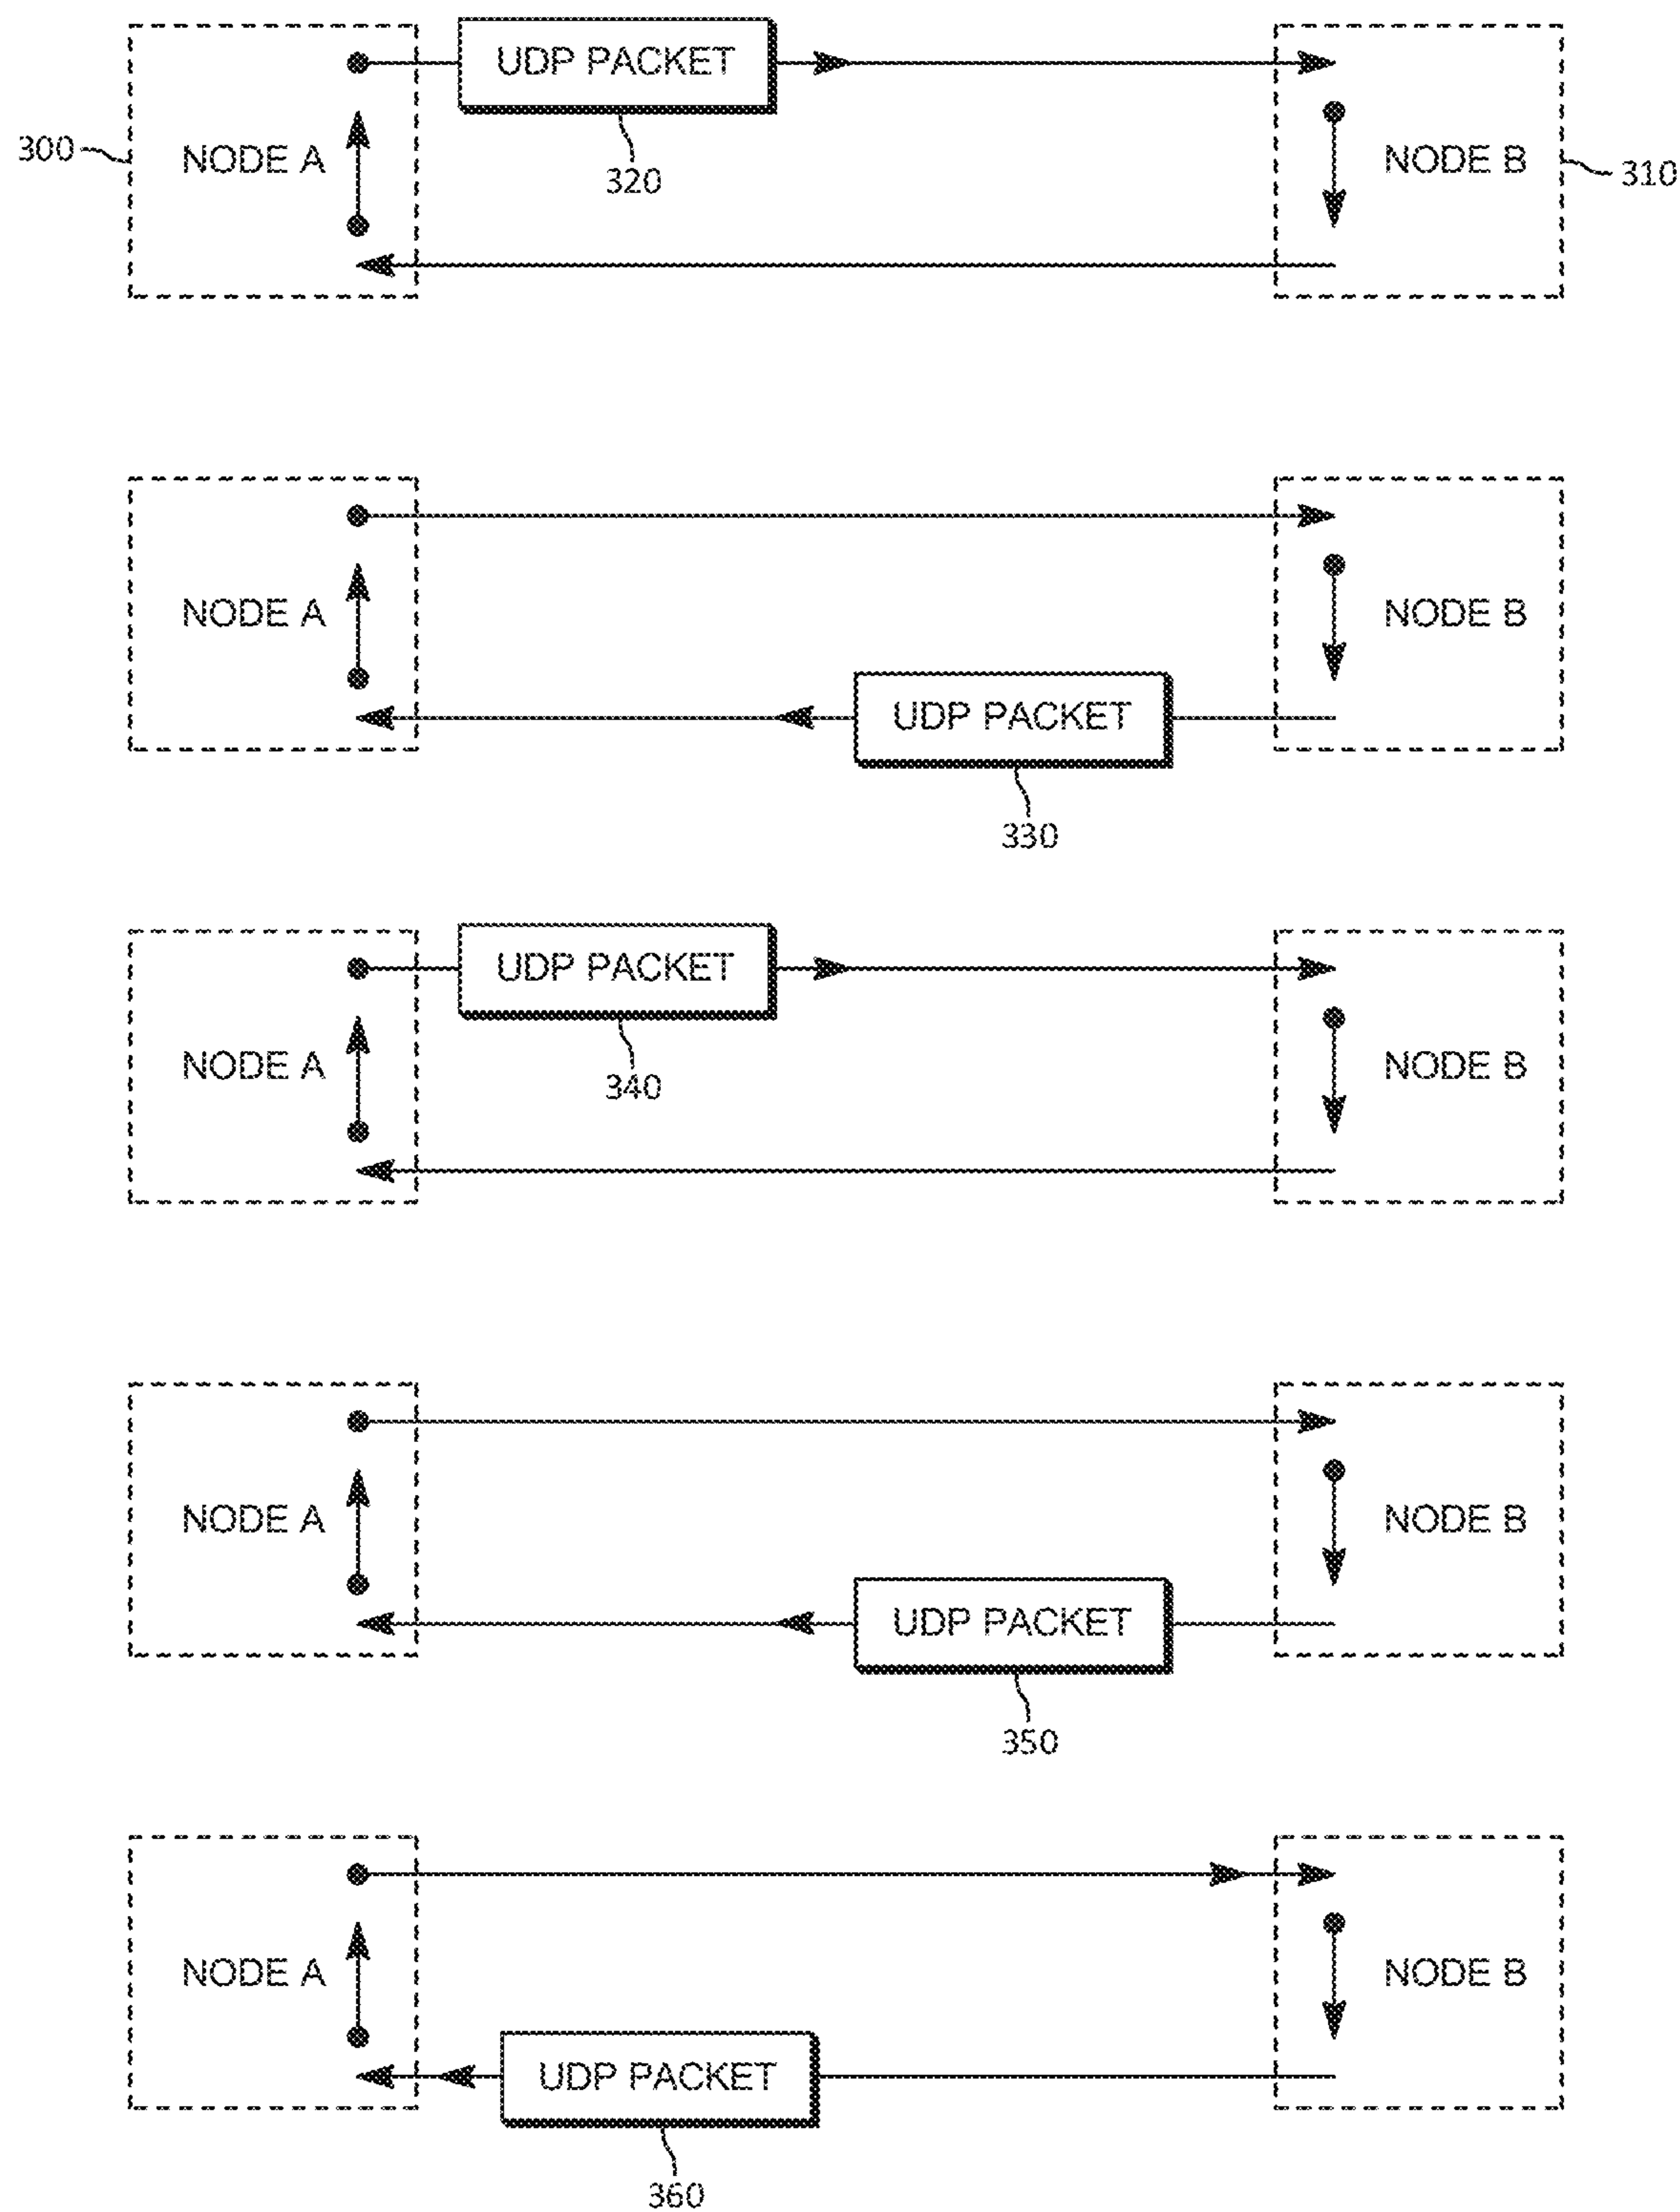 UDP PACKET
300
NODE A
320
NODE B
310
NODE A
NODE B
UDP PACKET
330
UDP PACKET
NODE A
340
NODE B
NODE A
NODE B
UDP PACKET
350
NODE A
NODE B
UDP PACKET
360